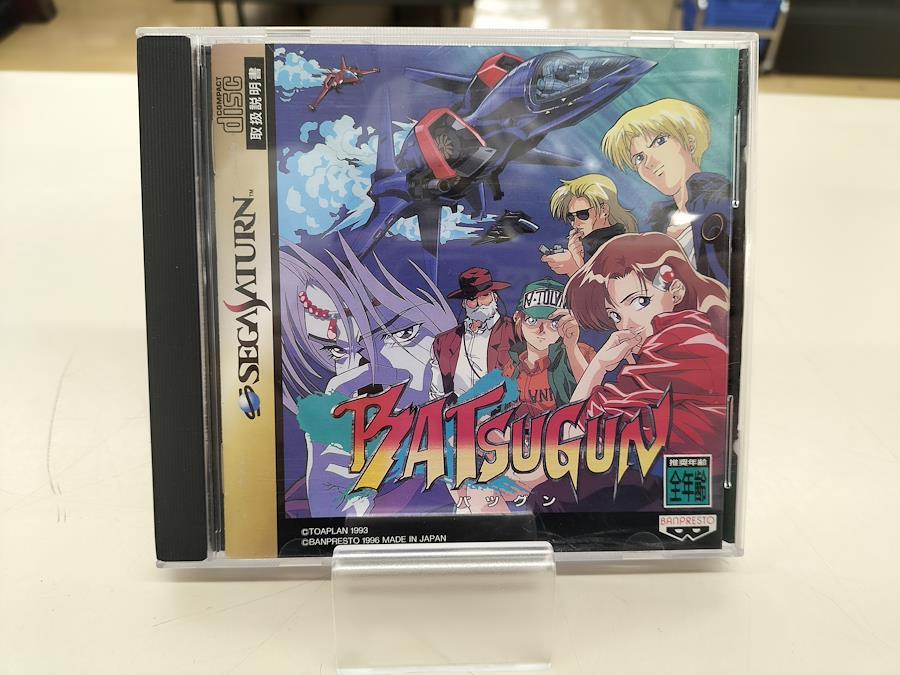 COMPACT
disc
取扱説明書
SEGA SATURN™
BATSUGUN
バツグン
推奨年齢
全年齢
BANPRESTO
©TOAPLAN 1993
©BANPRESTO 1996 MADE IN JAPAN